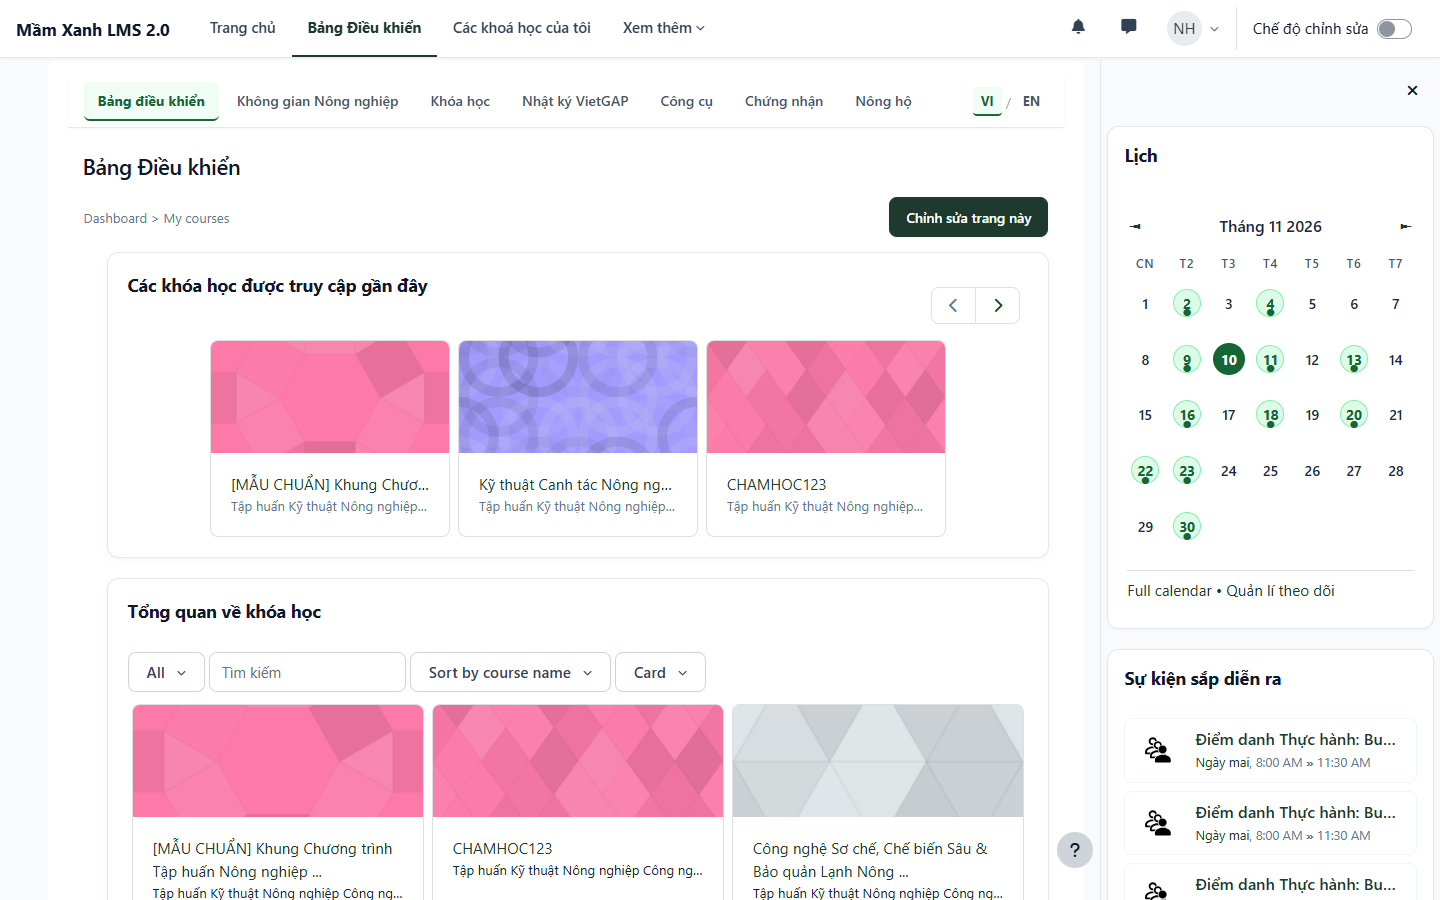 Mầm Xanh LMS 2.0
Trang chủ
Bảng Điều khiển
Các khoá học của tôi
Xem thêm
NH
Chế độ chỉnh sửa
Bảng điều khiển
Không gian Nông nghiệp
Khóa học
Nhật ký VietGAP
Công cụ
Chứng nhận
Nông hộ
VI / EN
Bảng Điều khiển
Dashboard > My courses
Chỉnh sửa trang này
Các khóa học được truy cập gần đây
[MẪU CHUẨN] Khung Chươ...
Tập huấn Kỹ thuật Nông nghiệp...
Kỹ thuật Canh tác Nông ng...
Tập huấn Kỹ thuật Nông nghiệp...
CHAMHOC123
Tập huấn Kỹ thuật Nông nghiệp...
Tổng quan về khóa học
All
Tìm kiếm
Sort by course name
Card
[MẪU CHUẨN] Khung Chương trình
Tập huấn Nông nghiệp ...
Tập huấn Kỹ thuật Nông nghiệp Công ng...
CHAMHOC123
Tập huấn Kỹ thuật Nông nghiệp Công ng...
Công nghệ Sơ chế, Chế biến Sâu &
Bảo quản Lạnh Nông ...
Tập huấn Kỹ thuật Nông nghiệp Công ng...
?
Lịch
Tháng 11 2026
CN T2 T3 T4 T5 T6 T7
1 2 3 4 5 6 7
8 9 10 11 12 13 14
15 16 17 18 19 20 21
22 23 24 25 26 27 28
29 30
Full calendar • Quản lí theo dõi
Sự kiện sắp diễn ra
Điểm danh Thực hành: Bu...
Ngày mai, 8:00 AM » 11:30 AM
Điểm danh Thực hành: Bu...
Ngày mai, 8:00 AM » 11:30 AM
Điểm danh Thực hành: Bu...